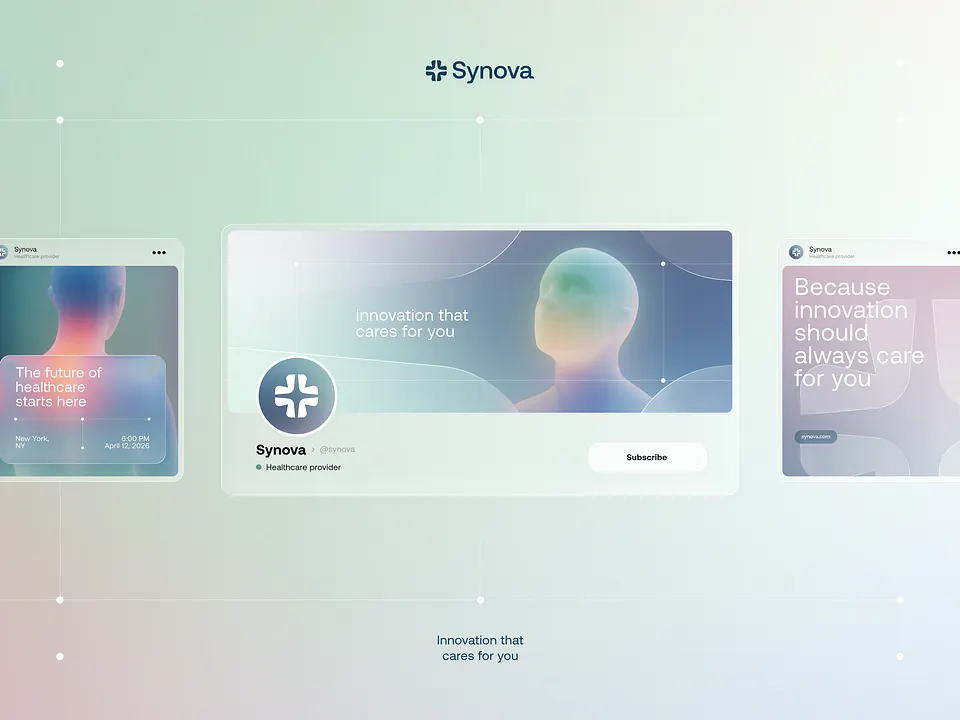 Synova
Synova
Healthcare provider
The future of
healthcare
starts here
New York,
NY
6:00 PM
April 12, 2026
Innovation that
cares for you
Synova
@synova
Healthcare provider
Subscribe
Synova
Healthcare provider
Because
innovation
should
always care
for you
synova.com
Innovation that
cares for you